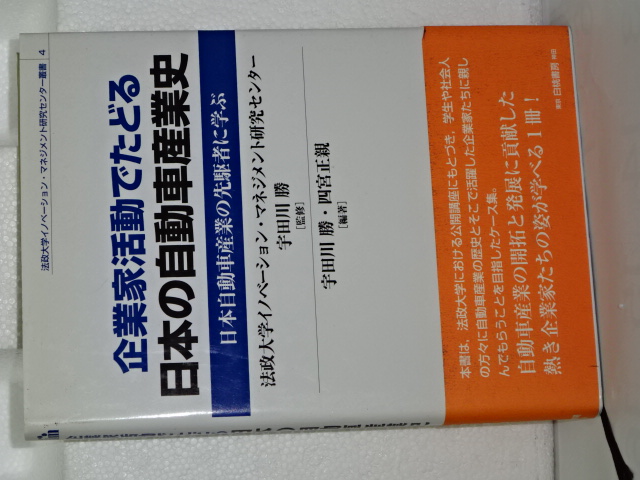 法政大学イノベーション・マネジメント研究センター叢書 4
企業家活動でたどる
日本の自動車産業史
日本自動車産業の先駆者に学ぶ
法政大学イノベーション・マネジメント研究センター
宇田川 勝
[監修]
宇田川 勝・四宮正親
[編著]
東京 白桃書房 神田
本書は、法政大学における公開講座にもとづき、学生や社会人
の方々に自動車産業の歴史とそこで活躍した企業家たちに親し
んでもらうことを目指したケース集。
自動車産業の開拓と発展に貢献した
熱き企業家たちの姿が学べる1冊！